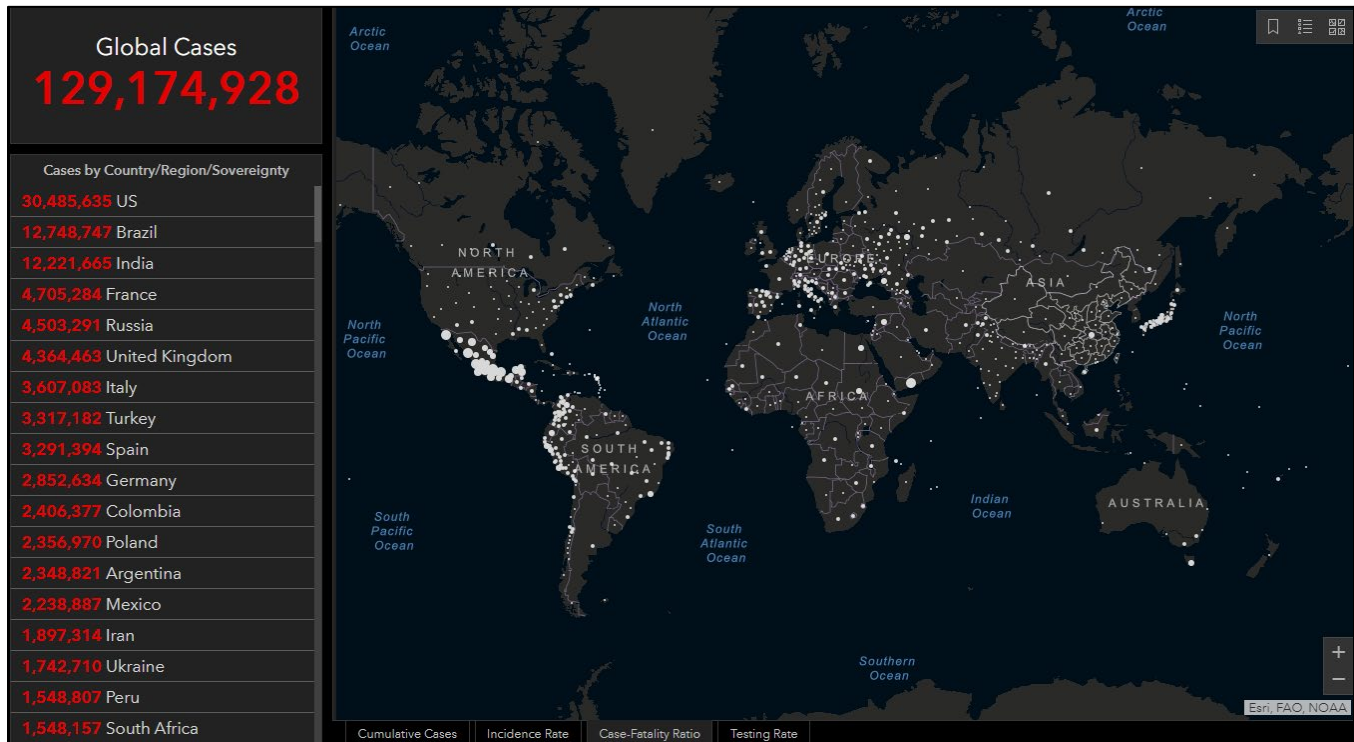 Global Cases
129,174,928
Cases by Country/Region/Sovereignty
30,485,635 US
12,748,747 Brazil
12,221,665 India
4,705,284 France
4,503,291 Russia
4,364,463 United Kingdom
3,607,083 Italy
3,317,182 Turkey
3,291,394 Spain
2,852,634 Germany
2,406,377 Colombia
2,356,970 Poland
2,348,821 Argentina
2,238,887 Mexico
1,897,314 Iran
1,742,710 Ukraine
1,548,807 Peru
1,548,157 South Africa
Arctic
Ocean
Arctic
Ocean
NORTH
AMERICA
EUROPE
ASIA
North
Pacific
Ocean
North
Atlantic
Ocean
North
Pacific
Ocean
AFRICA
SOUTH
AMERICA
South
Pacific
Ocean
South
Atlantic
Ocean
Indian
Ocean
AUSTRALIA
Southern
Ocean
+
−
Esri, FAO, NOAA
Cumulative Cases
Incidence Rate
Case-Fatality Ratio
Testing Rate